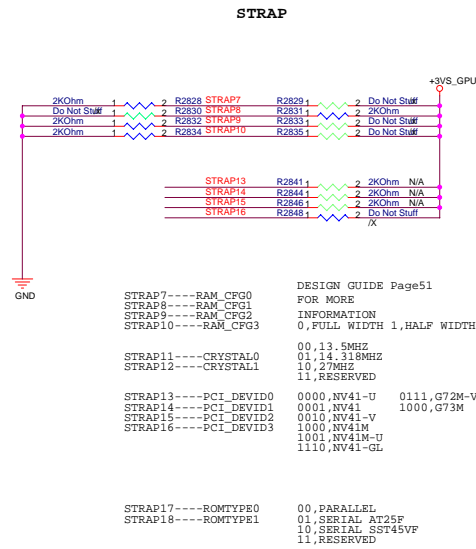 STRAP
+3VS_GPU
2KOhm 1 2 R2828 STRAP7 R2829 1 2 Do Not Stuff
Do Not Stuff 1 2 R2830 STRAP8 R2831 1 2 2KOhm
2KOhm 1 2 R2832 STRAP9 R2833 1 2 Do Not Stuff
2KOhm 1 2 R2834 STRAP10 R2835 1 2 Do Not Stuff
STRAP13 R2841 1 2 2KOhm N/A
STRAP14 R2844 1 2 2KOhm N/A
STRAP15 R2846 1 2 2KOhm N/A
STRAP16 R2848 1 2 Do Not Stuff
/X
GND
DESIGN GUIDE Page51
STRAP7----RAM_CFG0 FOR MORE
STRAP8----RAM_CFG1
STRAP9----RAM_CFG2 INFORMATION
STRAP10----RAM_CFG3 0,FULL WIDTH 1,HALF WIDTH
00,13.5MHZ
STRAP11----CRYSTAL0 01,14.318MHZ
STRAP12----CRYSTAL1 10,27MHZ
11,RESERVED
STRAP13----PCI_DEVID0 0000,NV41-U 0111,G72M-V
STRAP14----PCI_DEVID1 0001,NV41 1000,G73M
STRAP15----PCI_DEVID2 0010,NV41-V
STRAP16----PCI_DEVID3 1000,NV41M
1001,NV41M-U
1110,NV41-GL
STRAP17----ROMTYPE0 00,PARALLEL
STRAP18----ROMTYPE1 01,SERIAL AT25F
10,SERIAL SST45VF
11,RESERVED